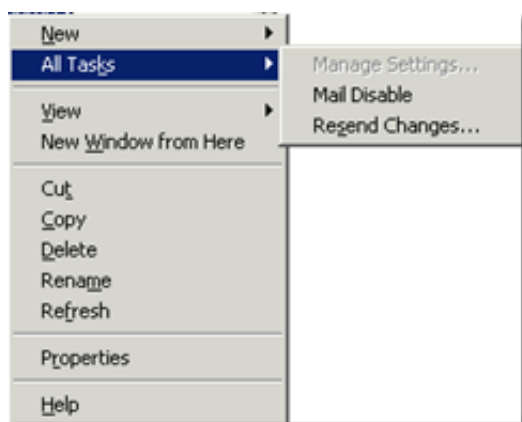 New
All Tasks
View
New Window from Here
Cut
Copy
Delete
Rename
Refresh
Properties
Help
Manage Settings...
Mail Disable
Resend Changes...